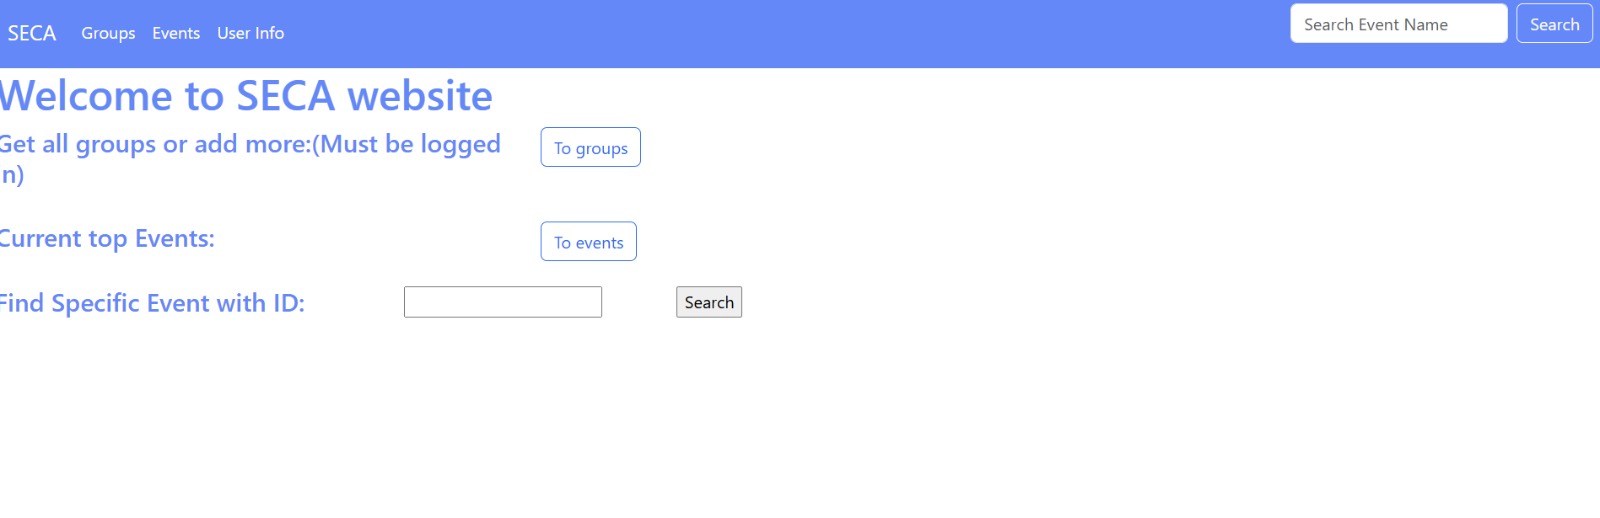 SECA Groups Events User Info Search Event Name Search
Welcome to SECA website
Get all groups or add more:(Must be logged To groups
in)
Current top Events: To events
Find Specific Event with ID: Search